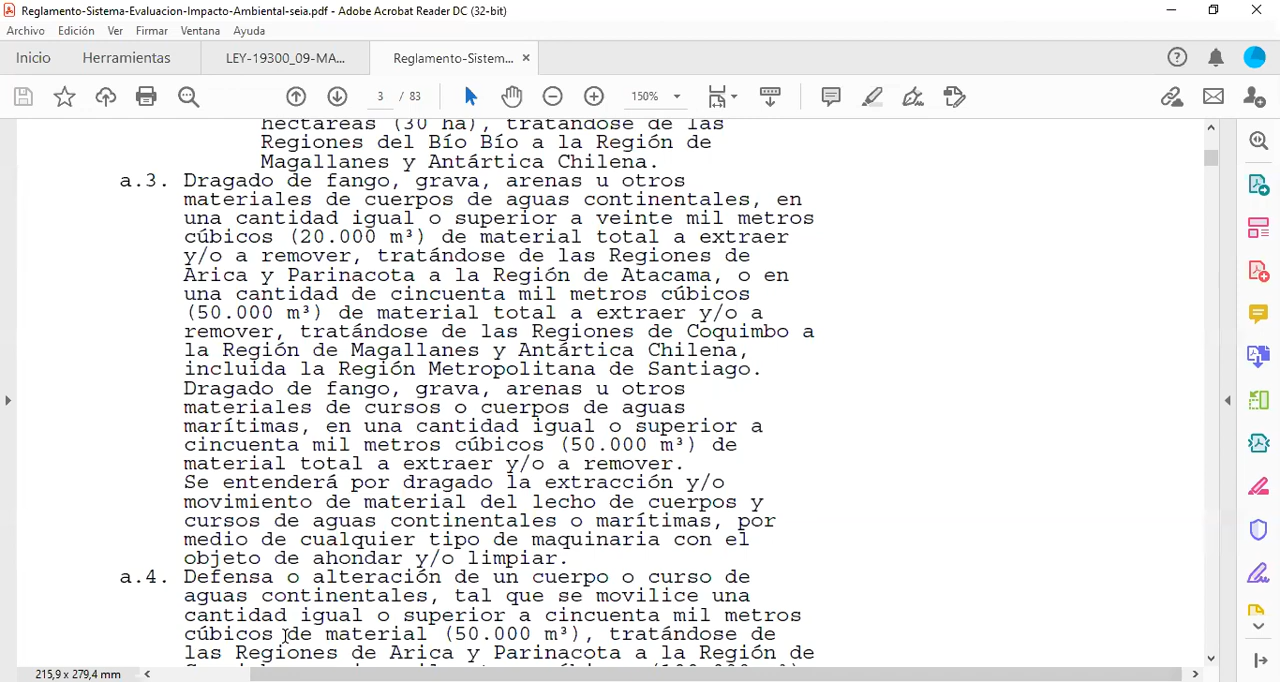 Reglamento-Sistema-Evaluacion-Impacto-Ambiental-seia.pdf - Adobe Acrobat Reader DC (32-bit)
Archivo Edición Ver Firmar Ventana Ayuda
Inicio Herramientas LEY-19300_09-MA... Reglamento-Sistem... ×
3 / 83 150%
hectáreas (30 ha), tratándose de las
Regiones del Bío Bío a la Región de
Magallanes y Antártica Chilena.
a.3. Dragado de fango, grava, arenas u otros
materiales de cuerpos de aguas continentales, en
una cantidad igual o superior a veinte mil metros
cúbicos (20.000 m³) de material total a extraer
y/o a remover, tratándose de las Regiones de
Arica y Parinacota a la Región de Atacama, o en
una cantidad de cincuenta mil metros cúbicos
(50.000 m³) de material total a extraer y/o a
remover, tratándose de las Regiones de Coquimbo a
la Región de Magallanes y Antártica Chilena,
incluida la Región Metropolitana de Santiago.
Dragado de fango, grava, arenas u otros
materiales de cursos o cuerpos de aguas
marítimas, en una cantidad igual o superior a
cincuenta mil metros cúbicos (50.000 m³) de
material total a extraer y/o a remover.
Se entenderá por dragado la extracción y/o
movimiento de material del lecho de cuerpos y
cursos de aguas continentales o marítimas, por
medio de cualquier tipo de maquinaria con el
objeto de ahondar y/o limpiar.
a.4. Defensa o alteración de un cuerpo o curso de
aguas continentales, tal que se movilice una
cantidad igual o superior a cincuenta mil metros
cúbicos de material (50.000 m³), tratándose de
las Regiones de Arica y Parinacota a la Región de
215,9 x 279,4 mm